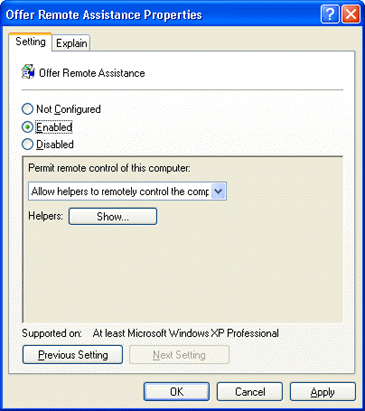 Offer Remote Assistance Properties
Setting Explain
Offer Remote Assistance
Not Configured
Enabled
Disabled
Permit remote control of this computer:
Allow helpers to remotely control the comp
Helpers: Show...
Supported on: At least Microsoft Windows XP Professional
Previous Setting Next Setting
OK Cancel Apply